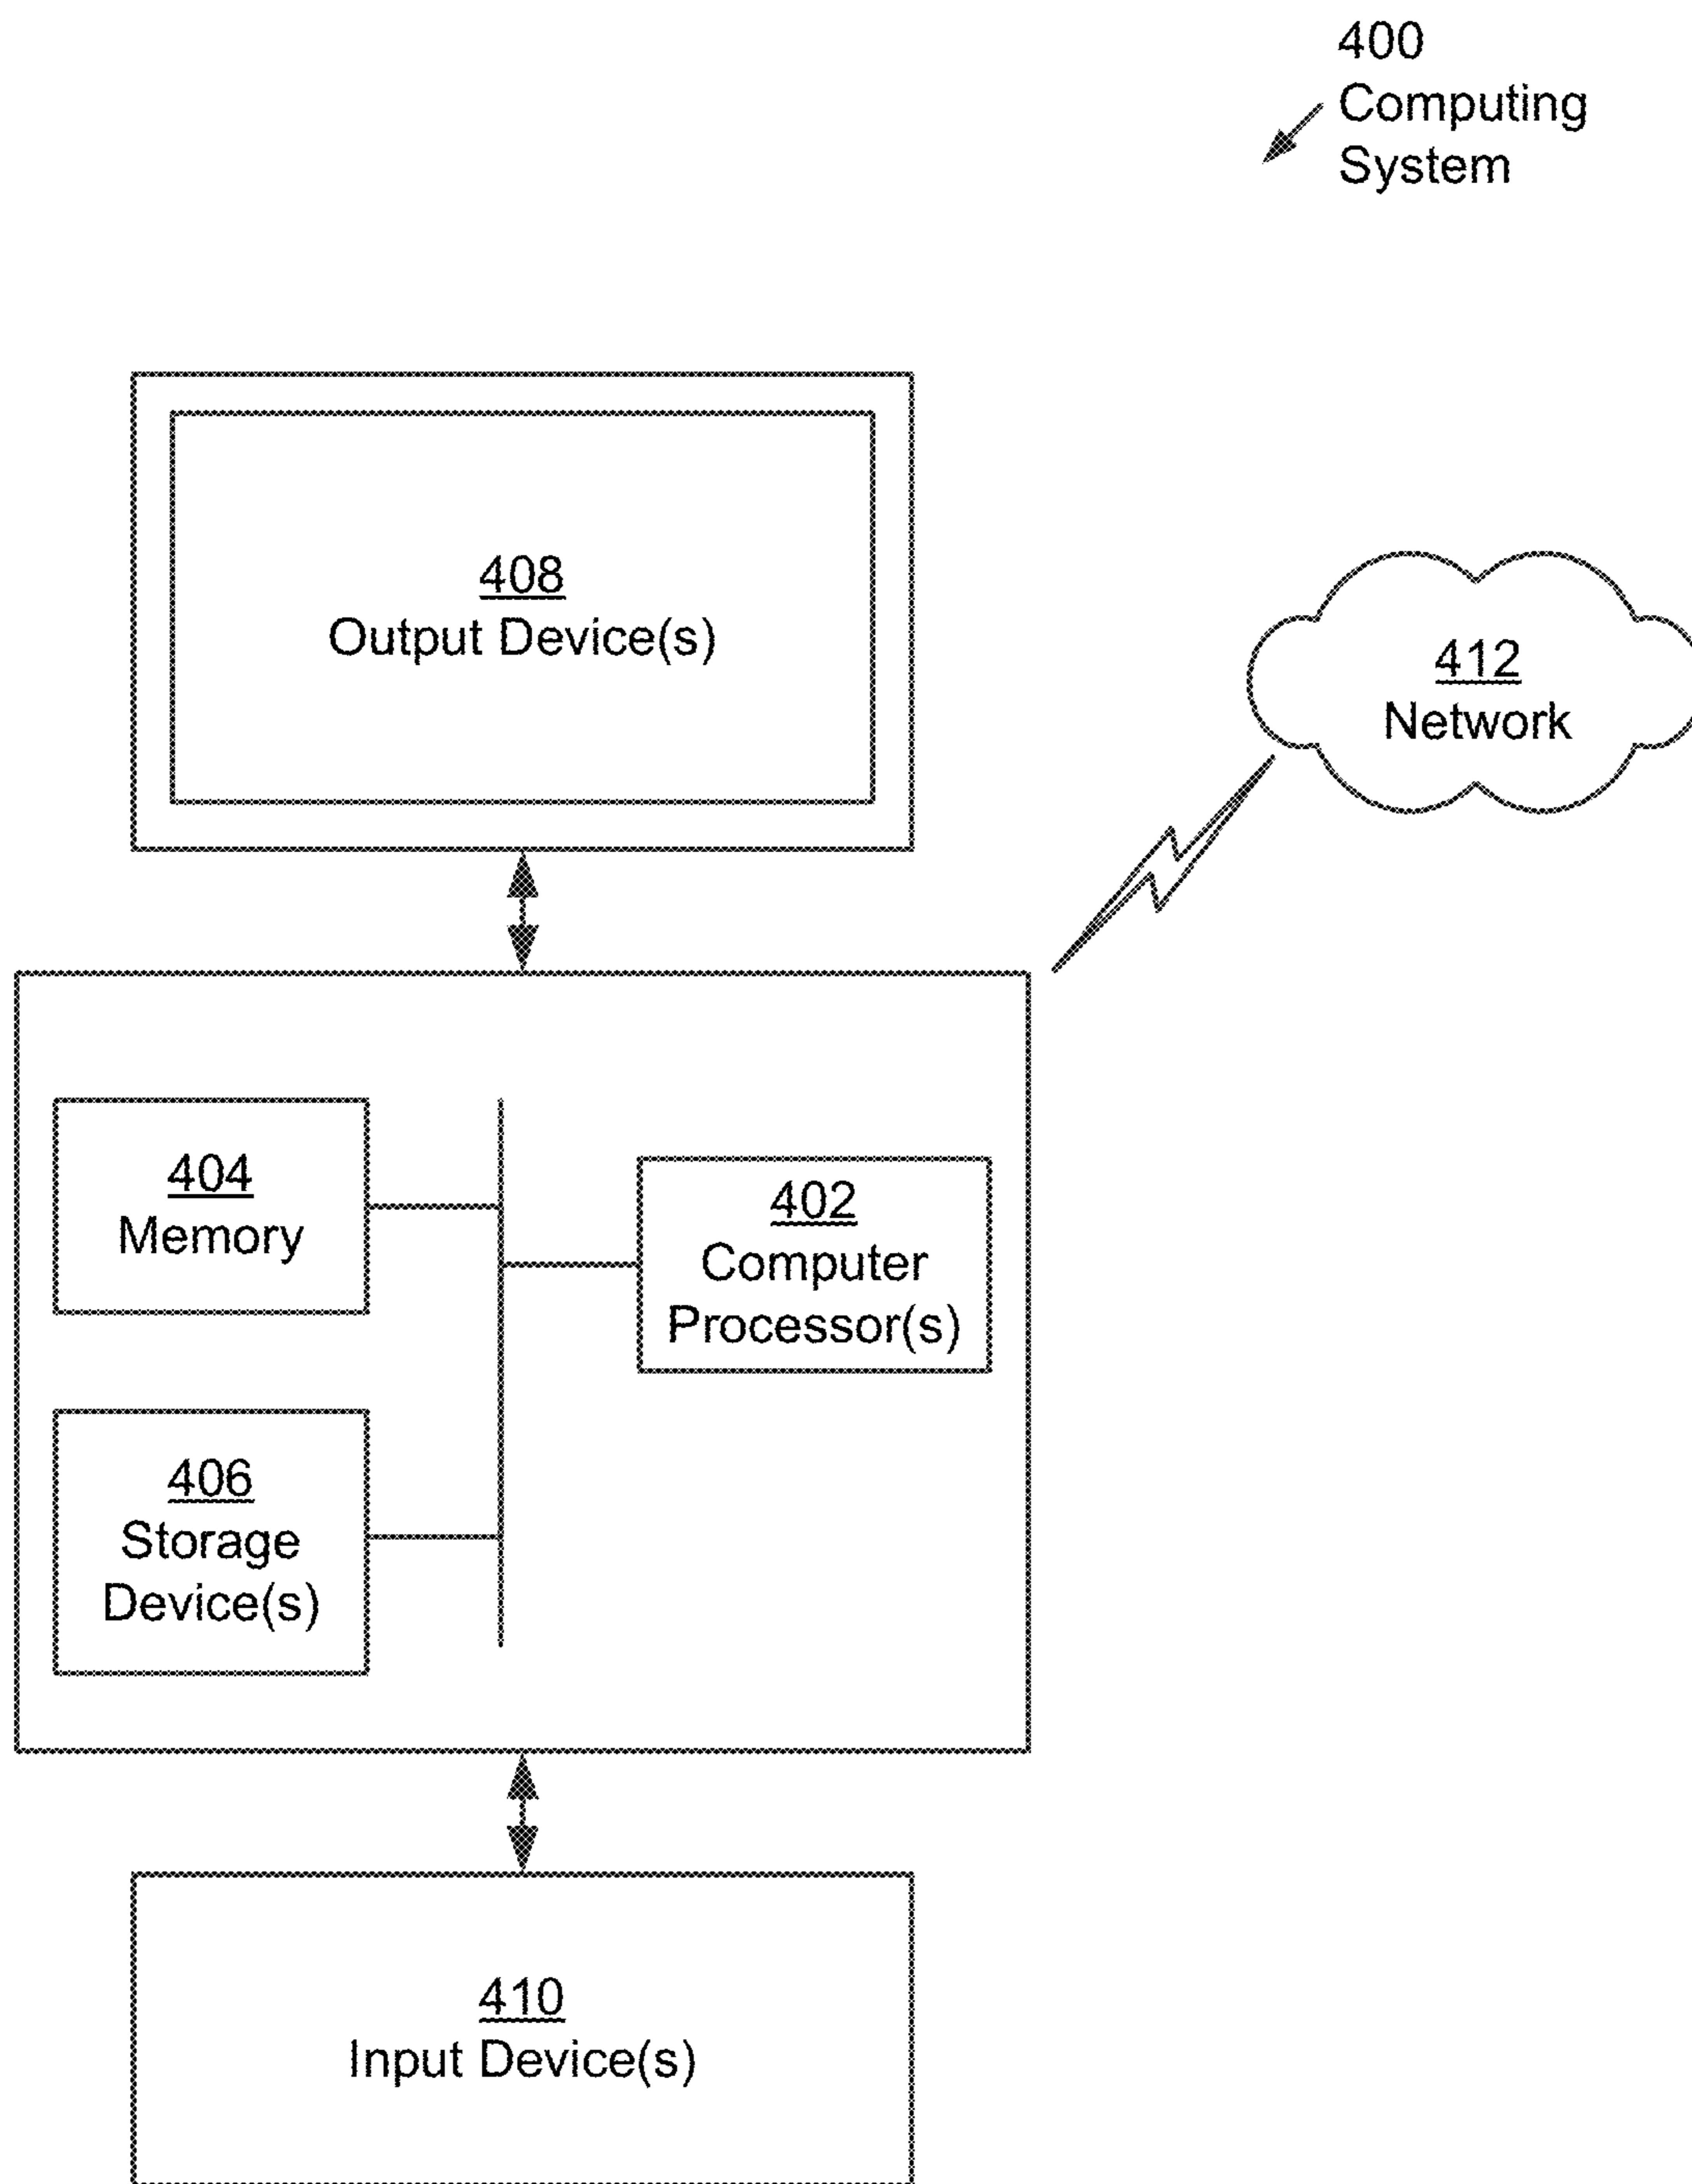 400
Computing
System
408
Output Device(s)
412
Network
404
Memory
402
Computer
Processor(s)
406
Storage
Device(s)
410
Input Device(s)